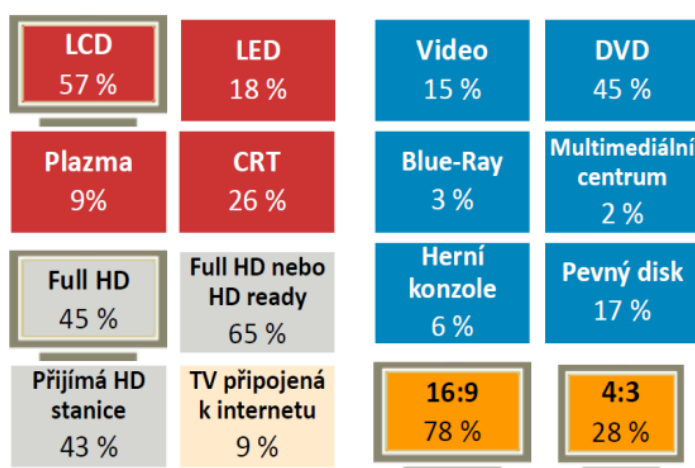 LCD
57 %
LED
18 %
Video
15 %
DVD
45 %
Plazma
9%
CRT
26 %
Blue-Ray
3 %
Multimediální
centrum
2 %
Full HD
45 %
Full HD nebo
HD ready
65 %
Herní
konzole
6 %
Pevný disk
17 %
Přijímá HD
stanice
43 %
TV připojená
k internetu
9 %
16:9
78 %
4:3
28 %